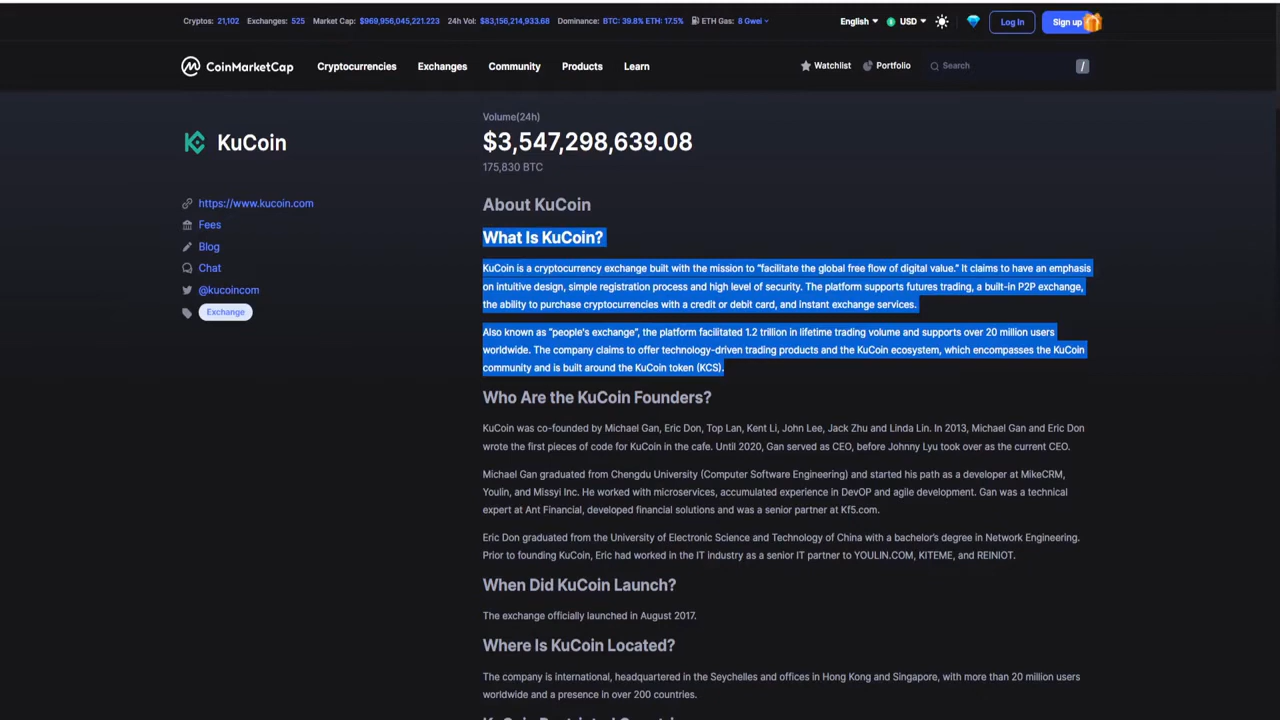 Cryptos: 21,102 Exchanges: 525 Market Cap: $969,956,045,221.223 24h Vol: $83,156,214,933.68 Dominance: BTC: 39.8% ETH: 17.5% ETH Gas: 8 Gwei English USD Log In Sign up
CoinMarketCap Cryptocurrencies Exchanges Community Products Learn Watchlist Portfolio Search /
KuCoin
https://www.kucoin.com
Fees
Blog
Chat
@kucoincom
Exchange
Volume(24h)
$3,547,298,639.08
175,830 BTC
About KuCoin
What Is KuCoin?
KuCoin is a cryptocurrency exchange built with the mission to “facilitate the global free flow of digital value.” It claims to have an emphasis
on intuitive design, simple registration process and high level of security. The platform supports futures trading, a built-in P2P exchange,
the ability to purchase cryptocurrencies with a credit or debit card, and instant exchange services.
Also known as “people's exchange”, the platform facilitated 1.2 trillion in lifetime trading volume and supports over 20 million users
worldwide. The company claims to offer technology-driven trading products and the KuCoin ecosystem, which encompasses the KuCoin
community and is built around the KuCoin token (KCS).
Who Are the KuCoin Founders?
KuCoin was co-founded by Michael Gan, Eric Don, Top Lan, Kent Li, John Lee, Jack Zhu and Linda Lin. In 2013, Michael Gan and Eric Don
wrote the first pieces of code for KuCoin in the cafe. Until 2020, Gan served as CEO, before Johnny Lyu took over as the current CEO.
Michael Gan graduated from Chengdu University (Computer Software Engineering) and started his path as a developer at MikeCRM,
Youlin, and Missyi Inc. He worked with microservices, accumulated experience in DevOP and agile development. Gan was a technical
expert at Ant Financial, developed financial solutions and was a senior partner at Kf5.com.
Eric Don graduated from the University of Electronic Science and Technology of China with a bachelor’s degree in Network Engineering.
Prior to founding KuCoin, Eric had worked in the IT industry as a senior IT partner to YOULIN.COM, KITEME, and REINIOT.
When Did KuCoin Launch?
The exchange officially launched in August 2017.
Where Is KuCoin Located?
The company is international, headquartered in the Seychelles and offices in Hong Kong and Singapore, with more than 20 million users
worldwide and a presence in over 200 countries.